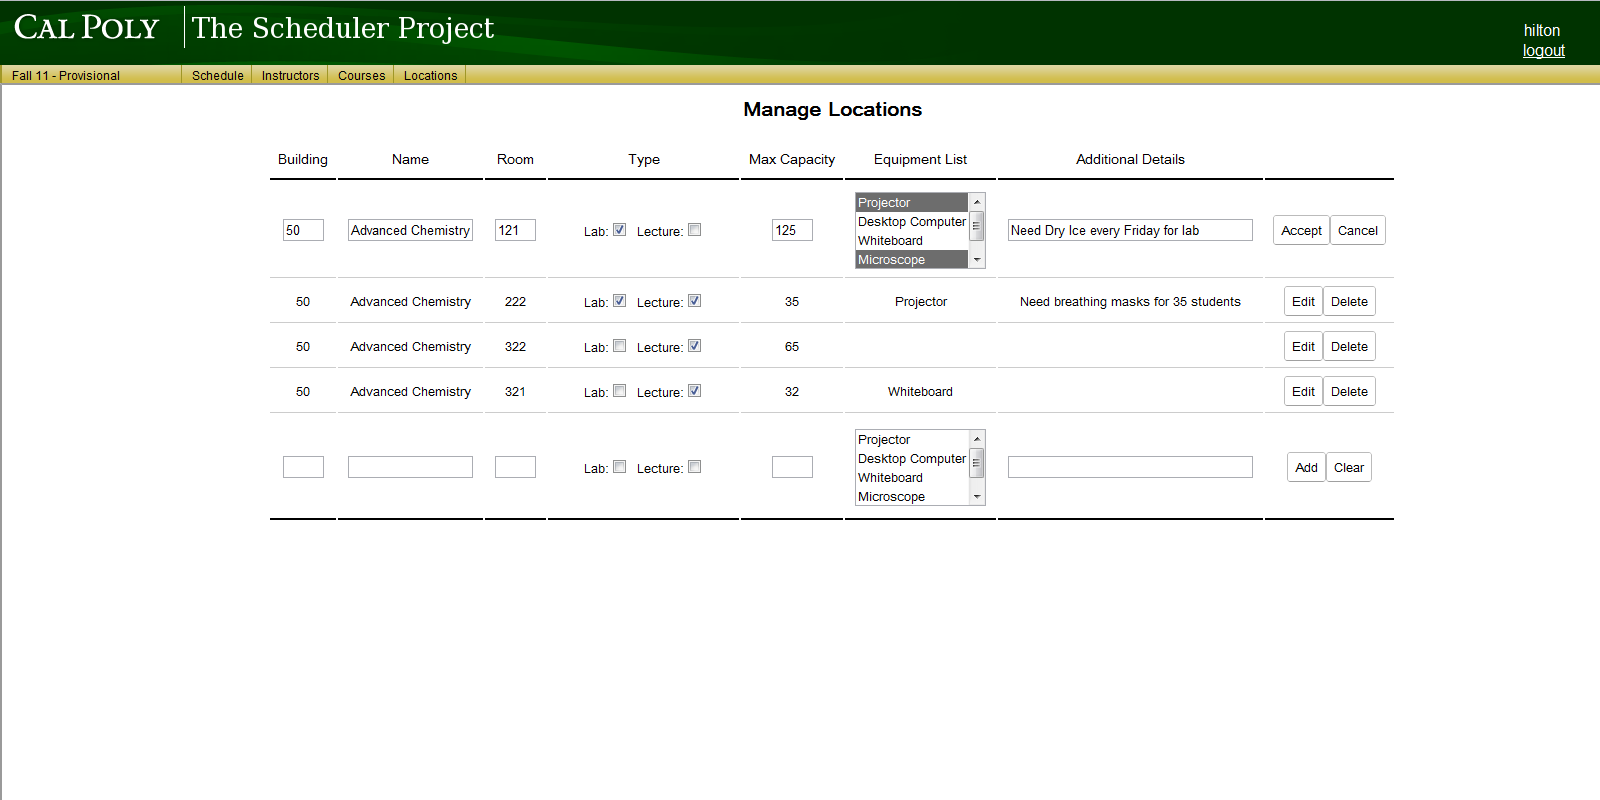 CAL POLY The Scheduler Project
hilton
logout
Fall 11 - Provisional Schedule Instructors Courses Locations
Manage Locations
Building Name Room Type Max Capacity Equipment List Additional Details
50 Advanced Chemistry 121 Lab: Lecture: 125 Projector Need Dry Ice every Friday for lab Accept Cancel
Desktop Computer
Whiteboard
Microscope
50 Advanced Chemistry 222 Lab: Lecture: 35 Projector Need breathing masks for 35 students Edit Delete
50 Advanced Chemistry 322 Lab: Lecture: 65 Edit Delete
50 Advanced Chemistry 321 Lab: Lecture: 32 Whiteboard Edit Delete
Lab: Lecture: Projector Add Clear
Desktop Computer
Whiteboard
Microscope